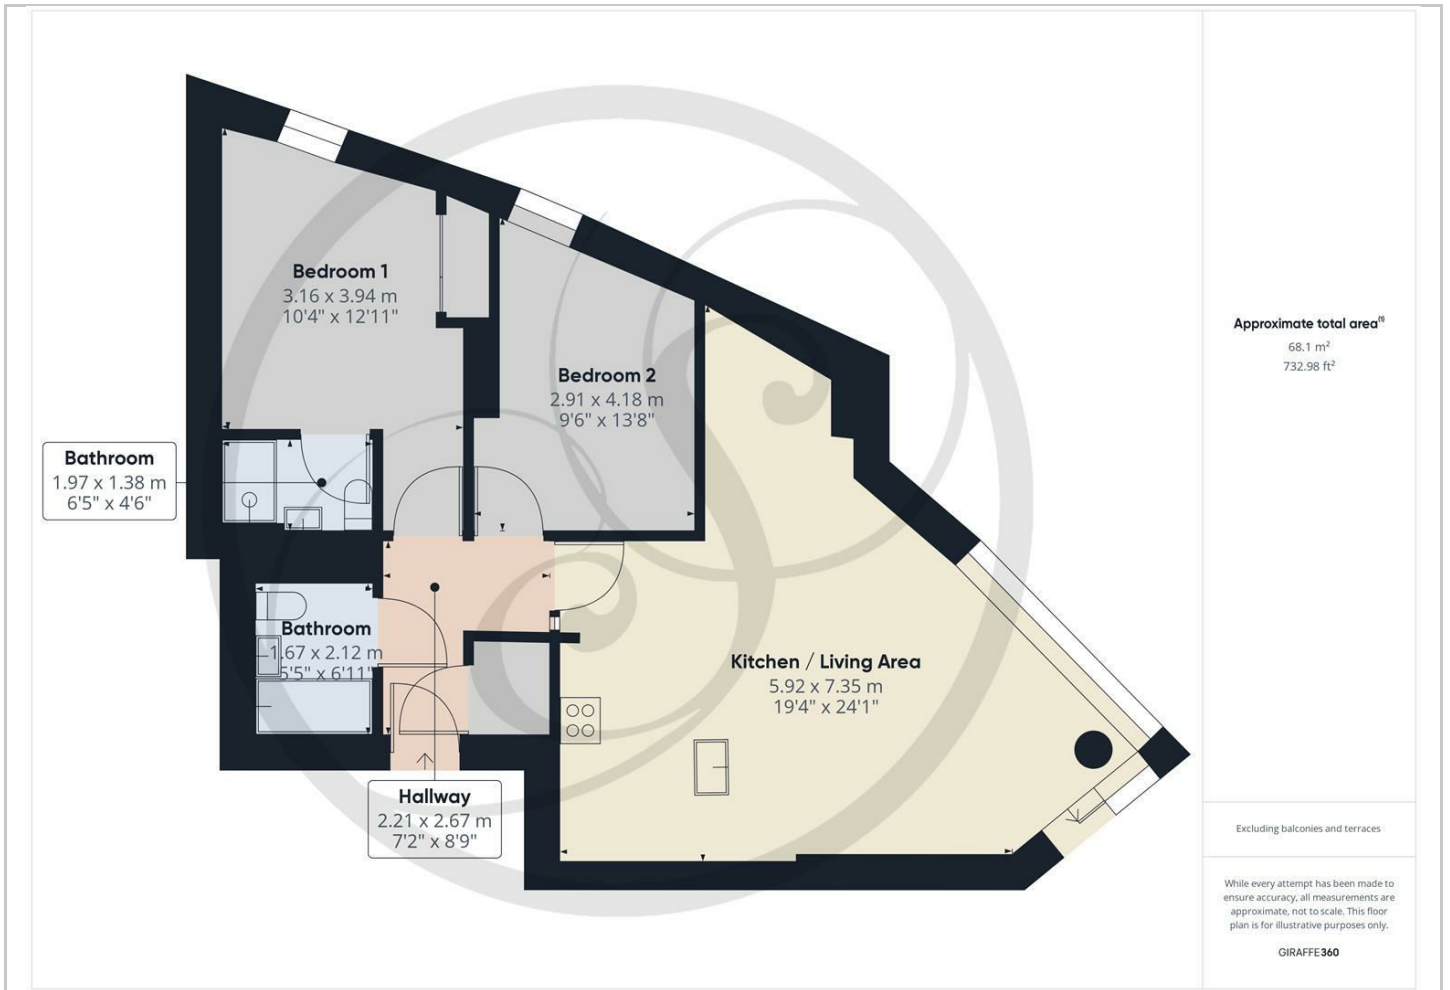 Bedroom 1
3.16 x 3.94 m
10'4" x 12'11"
Bedroom 2
2.91 x 4.18 m
9'6" x 13'8"
Bathroom
1.97 x 1.38 m
6'5" x 4'6"
Bathroom
1.67 x 2.12 m
5'5" x 6'11"
Kitchen / Living Area
5.92 x 7.35 m
19'4" x 24'1"
Hallway
2.21 x 2.67 m
7'2" x 8'9"
Approximate total area⁽¹⁾
68.1 m²
732.98 ft²
Excluding balconies and terraces
While every attempt has been made to
ensure accuracy, all measurements are
approximate, not to scale. This floor
plan is for illustrative purposes only.
GIRAFFE360